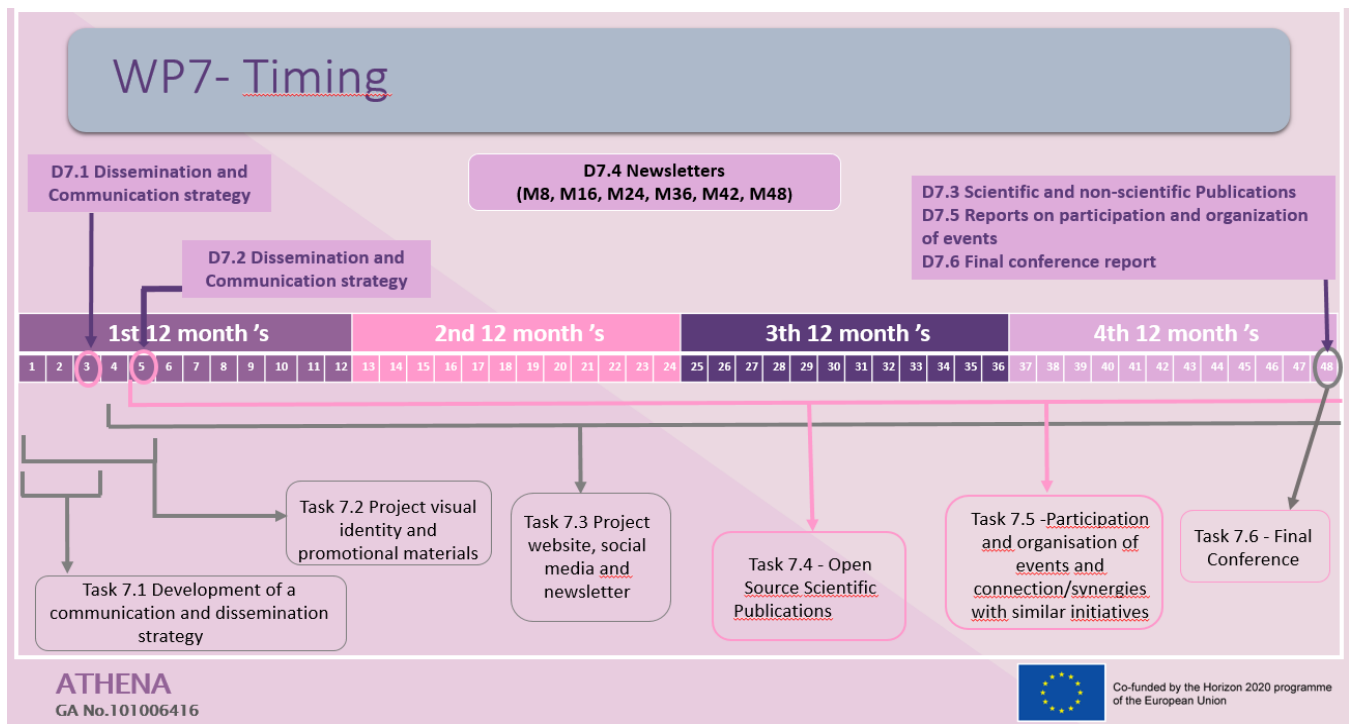 WP7- Timing
D7.1 Dissemination and
Communication strategy
D7.4 Newsletters
(M8, M16, M24, M36, M42, M48)
D7.3 Scientific and non-scientific Publications
D7.5 Reports on participation and organization
of events
D7.6 Final conference report
D7.2 Dissemination and
Communication strategy
1st 12 month 's 2nd 12 month 's 3th 12 month 's 4th 12 month 's
1 2 3 4 5 6 7 8 9 10 11 12 13 14 15 16 17 18 19 20 21 22 23 24 25 26 27 28 29 30 31 32 33 34 35 36 37 38 39 40 41 42 43 44 45 46 47 48
Task 7.1 Development of a
communication and dissemination
strategy
Task 7.2 Project visual
identity and
promotional materials
Task 7.3 Project
website, social
media and
newsletter
Task 7.4 - Open
Source Scientific
Publications
Task 7.5 -Participation
and organisation of
events and
connection/synergies
with similar initiatives
Task 7.6 - Final
Conference
ATHENA
GA No.101006416
Co-funded by the Horizon 2020 programme
of the European Union